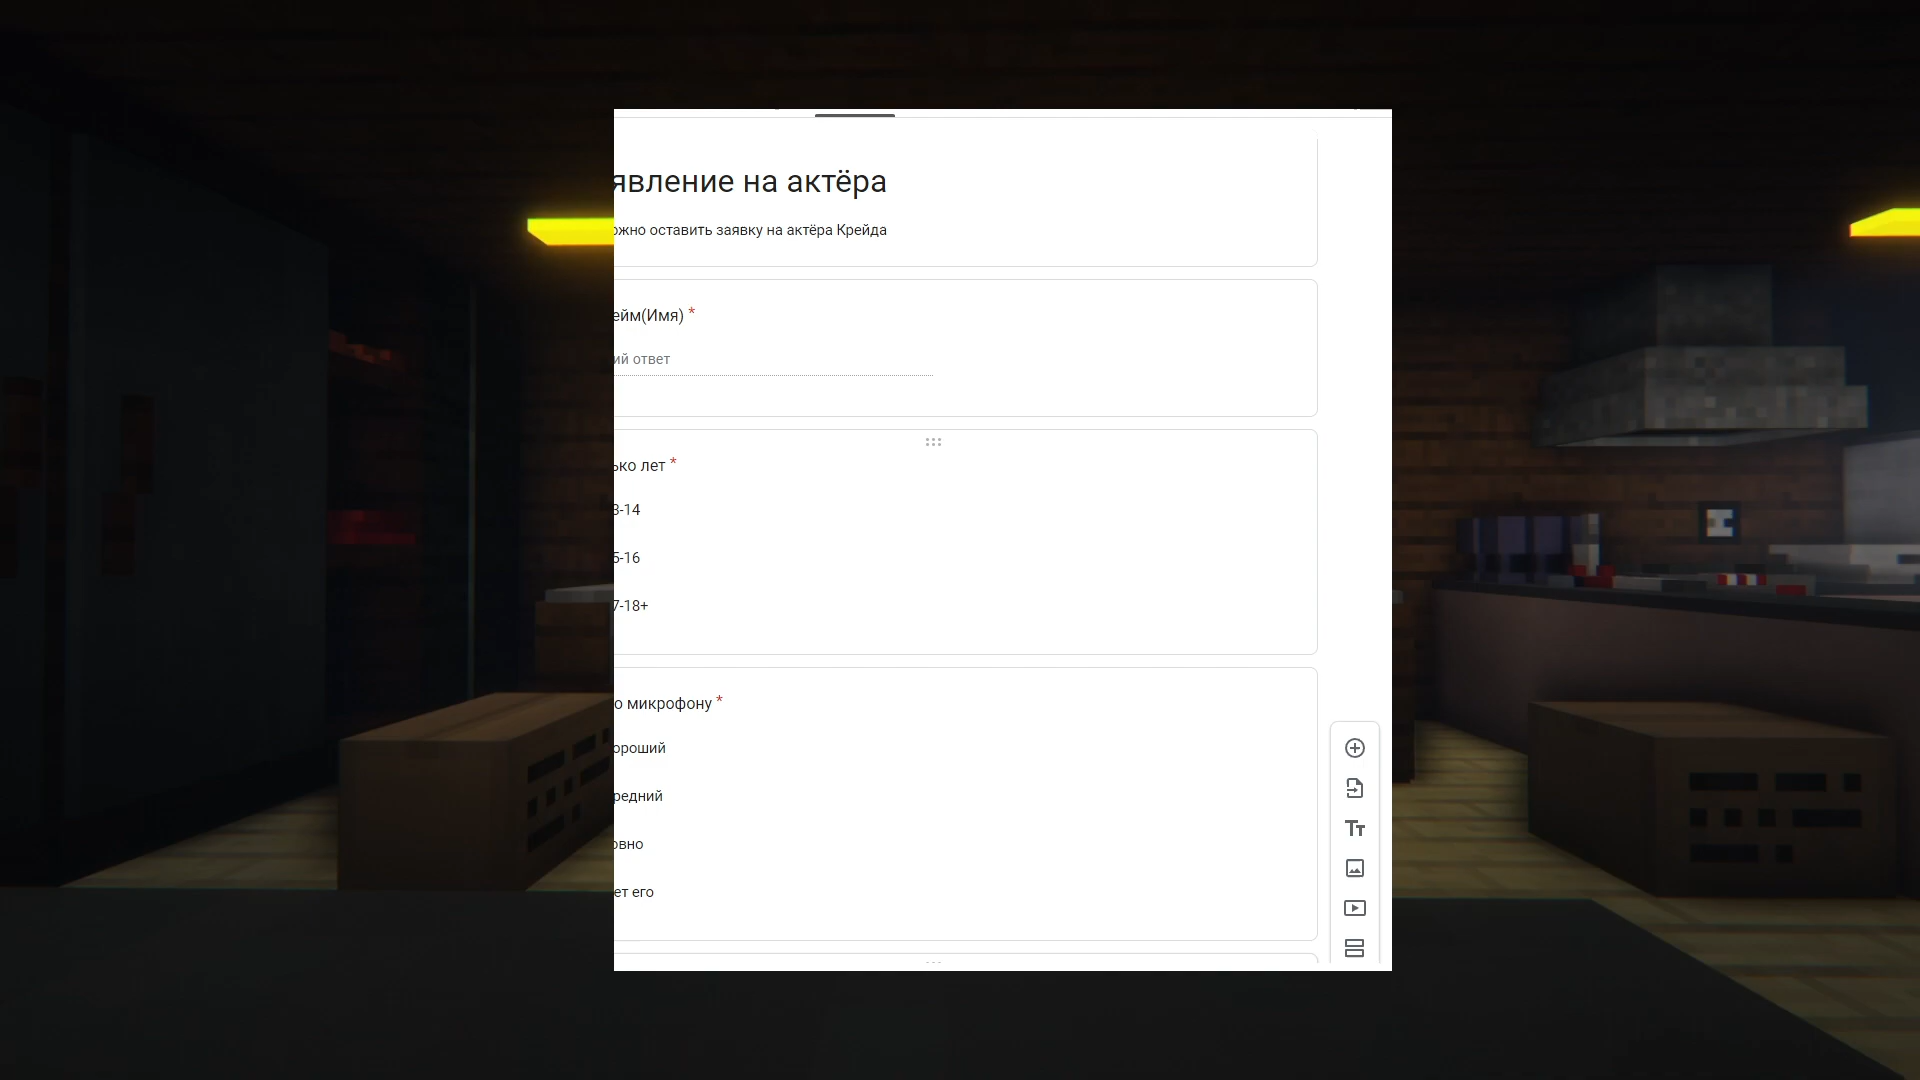 явление на актёра
ожно оставить заявку на актёра Крейда
ейм(Имя) *
ий ответ
ько лет *
3-14
5-16
7-18+
о микрофону *
ороший
редний
овно
ет его
Тт